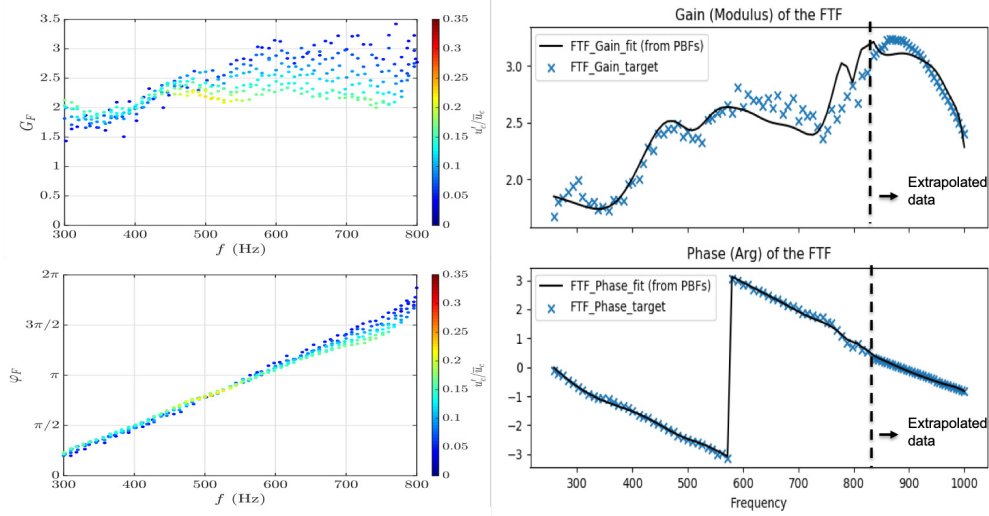 3.5
3
2.5
2
1.5
1
0.5
0
G_F
300 400 500 600 700 800
f (Hz)
0.35
0.3
0.25
0.2
0.15
0.1
0.05
0
u'_c/ū_c
2π
3π/2
π
π/2
0
φ_F
300 400 500 600 700 800
f (Hz)
0.35
0.3
0.25
0.2
0.15
0.1
0.05
0
u'_c/ū_c
Gain (Modulus) of the FTF
FTF_Gain_fit (from PBFs)
FTF_Gain_target
3.0
2.5
2.0
Extrapolated
data
Phase (Arg) of the FTF
FTF_Phase_fit (from PBFs)
FTF_Phase_target
3
2
1
0
−1
−2
−3
Extrapolated
data
300 400 500 600 700 800 900 1000
Frequency